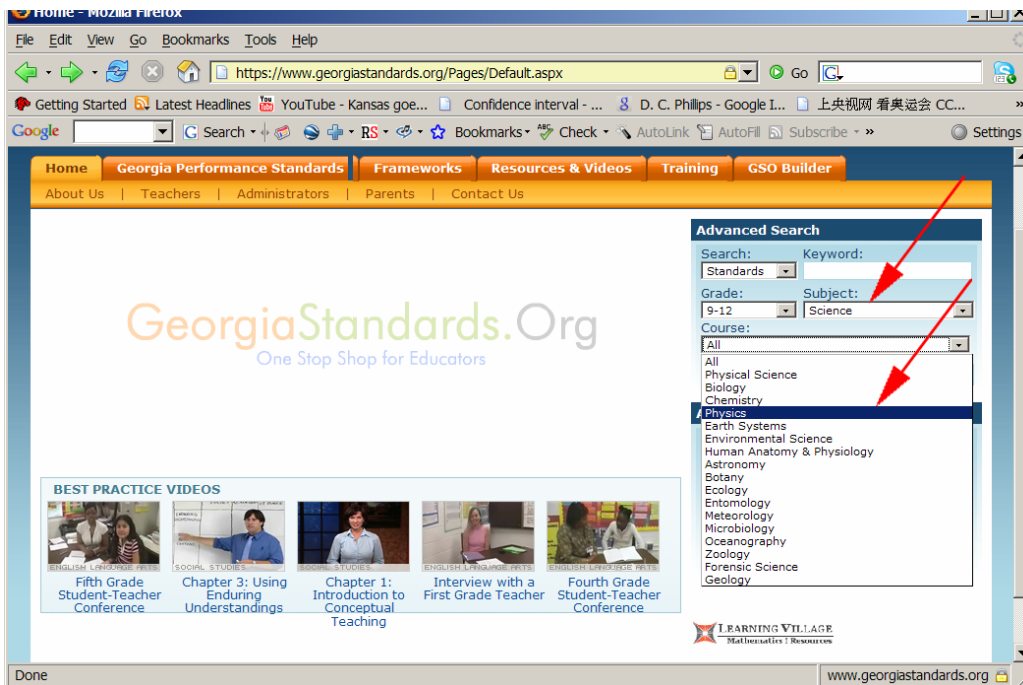 Home - Mozilla Firefox
File Edit View Go Bookmarks Tools Help
https://www.georgiastandards.org/Pages/Default.aspx Go G
Getting Started Latest Headlines YouTube - Kansas goe... Confidence interval - ... D. C. Phillips - Google I... 上央视网 看奥运会 CC... »
Google G Search RS Bookmarks ABC Check AutoLink AutoFill Subscribe » Settings
Home Georgia Performance Standards Frameworks Resources & Videos Training GSO Builder
About Us | Teachers | Administrators | Parents | Contact Us
GeorgiaStandards.Org
One Stop Shop for Educators
Advanced Search
Search: Keyword:
Standards
Grade: Subject:
9-12 Science
Course:
All
All
Physical Science
Biology
Chemistry
Physics
Earth Systems
Environmental Science
Human Anatomy & Physiology
Astronomy
Botany
Ecology
Entomology
Meteorology
Microbiology
Oceanography
Zoology
Forensic Science
Geology
BEST PRACTICE VIDEOS
ENGLISH LANGUAGE ARTS SOCIAL STUDIES SOCIAL STUDIES ENGLISH LANGUAGE ARTS ENGLISH LANGUAGE ARTS
Fifth Grade
Student-Teacher
Conference
Chapter 3: Using
Enduring
Understandings
Chapter 1:
Introduction to
Conceptual
Teaching
Interview with a
First Grade Teacher
Fourth Grade
Student-Teacher
Conference
LEARNING VILLAGE
Mathematics | Resources
Done www.georgiastandards.org